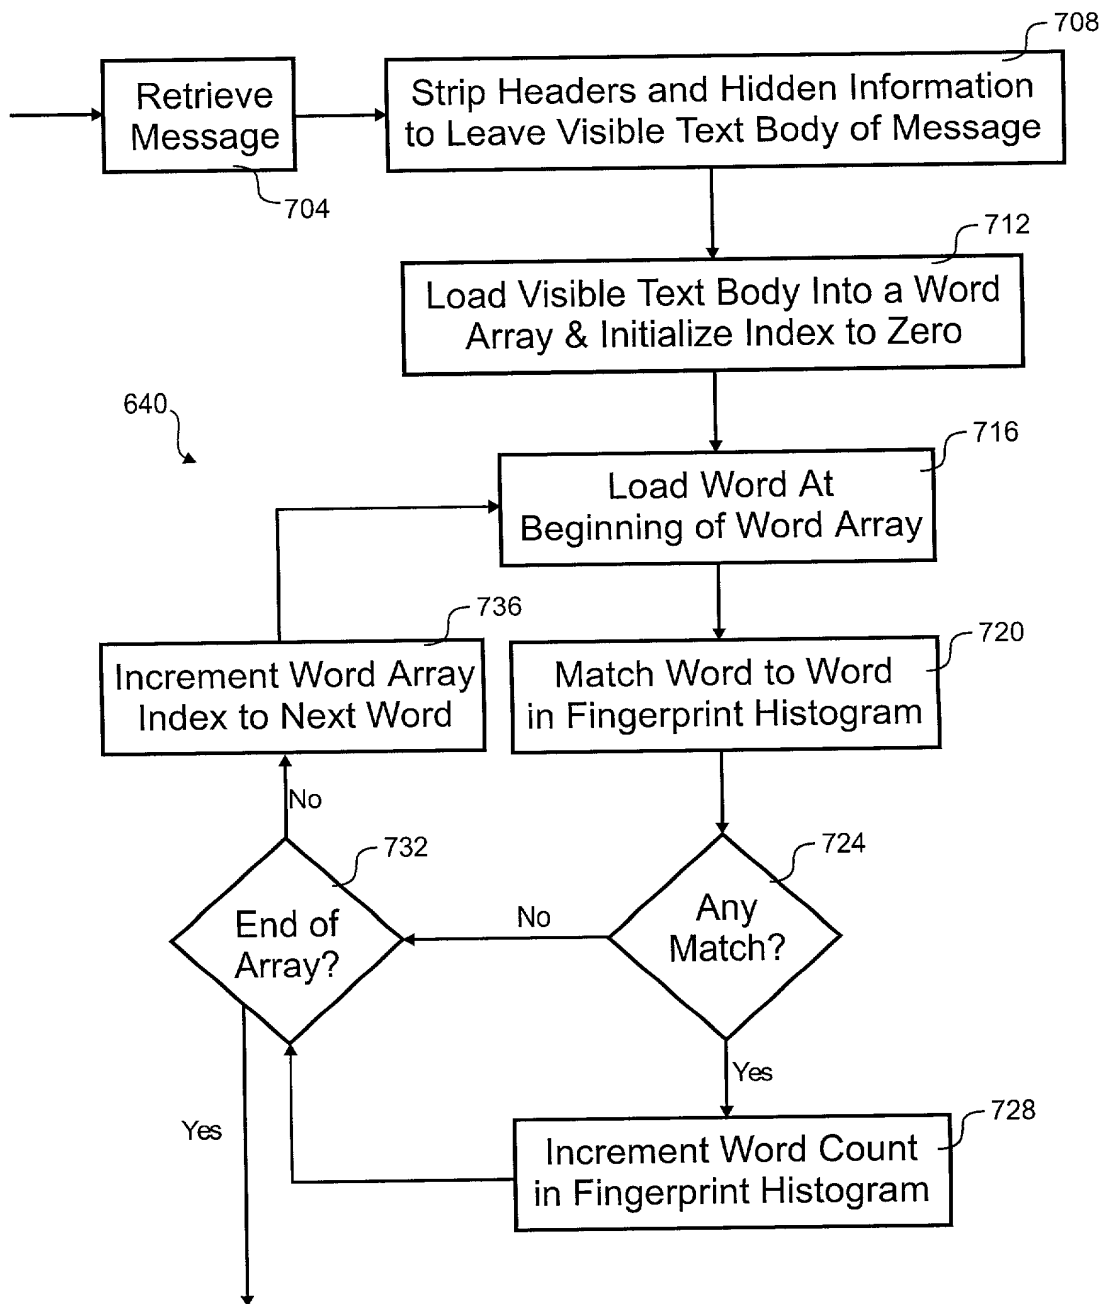 708
Retrieve
Message
704
Strip Headers and Hidden Information
to Leave Visible Text Body of Message
712
Load Visible Text Body Into a Word
Array & Initialize Index to Zero
640
716
Load Word At
Beginning of Word Array
736
Increment Word Array
Index to Next Word
720
Match Word to Word
in Fingerprint Histogram
No
732
End of
Array?
No
724
Any
Match?
Yes
Yes
728
Increment Word Count
in Fingerprint Histogram